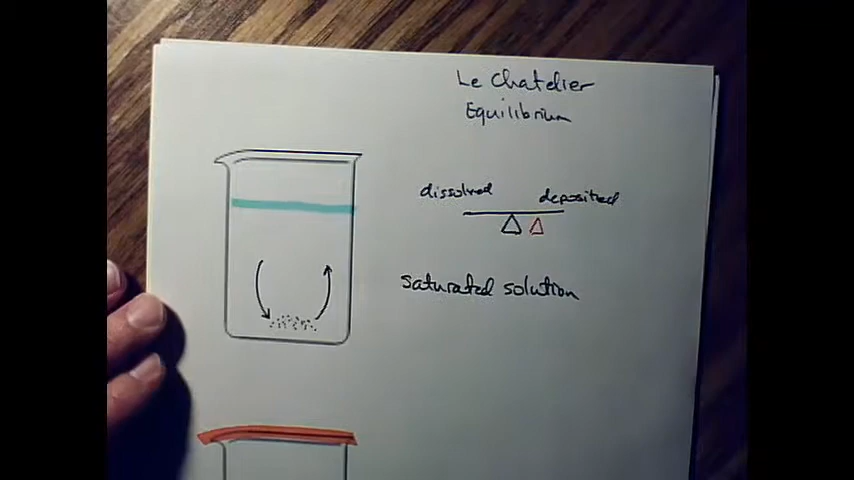 Le Chatelier
Equilibrium
dissolved deposited
saturated solution